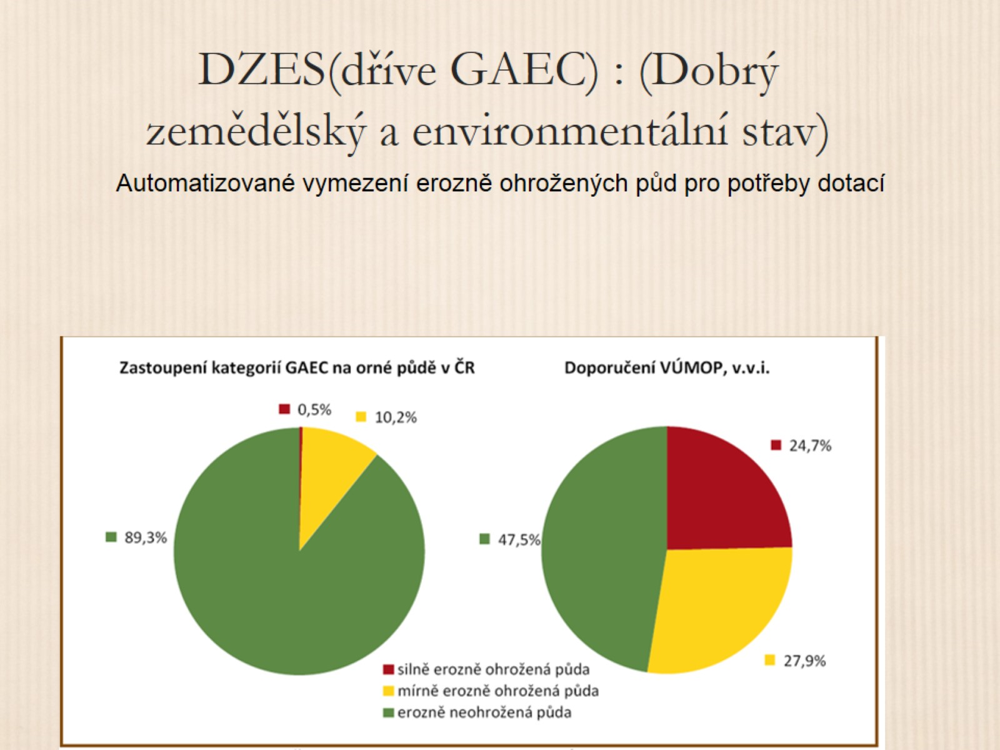 DZES(dříve GAEC) : (Dobrý
zemědělský a environmentální stav)
Automatizované vymezení erozně ohrožených půd pro potřeby dotací
Zastoupení kategorií GAEC na orné půdě v ČR
Doporučení VÚMOP, v.v.i.
0,5%
10,2%
89,3%
24,7%
47,5%
27,9%
silně erozně ohrožená půda
mírně erozně ohrožená půda
erozně neohrožená půda